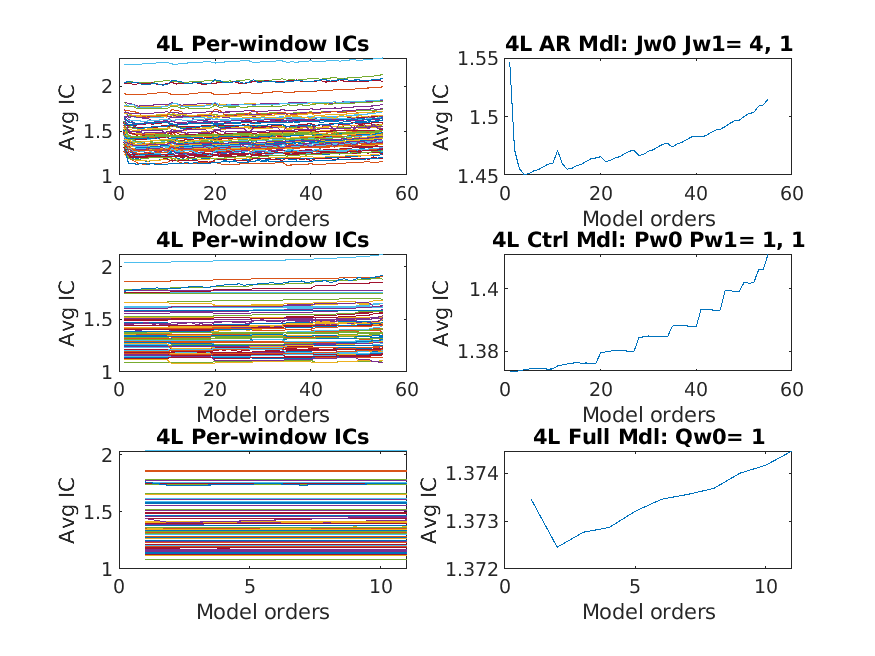 4L Per-window ICs
Avg IC
2
1.5
1
0 20 40 60
Model orders
4L AR Mdl: Jw0 Jw1= 4, 1
Avg IC
1.55
1.5
1.45
0 20 40 60
Model orders
4L Per-window ICs
Avg IC
2
1.5
1
0 20 40 60
Model orders
4L Ctrl Mdl: Pw0 Pw1= 1, 1
Avg IC
1.4
1.38
0 20 40 60
Model orders
4L Per-window ICs
Avg IC
2
1.5
1
0 5 10
Model orders
4L Full Mdl: Qw0= 1
Avg IC
1.374
1.373
1.372
0 5 10
Model orders